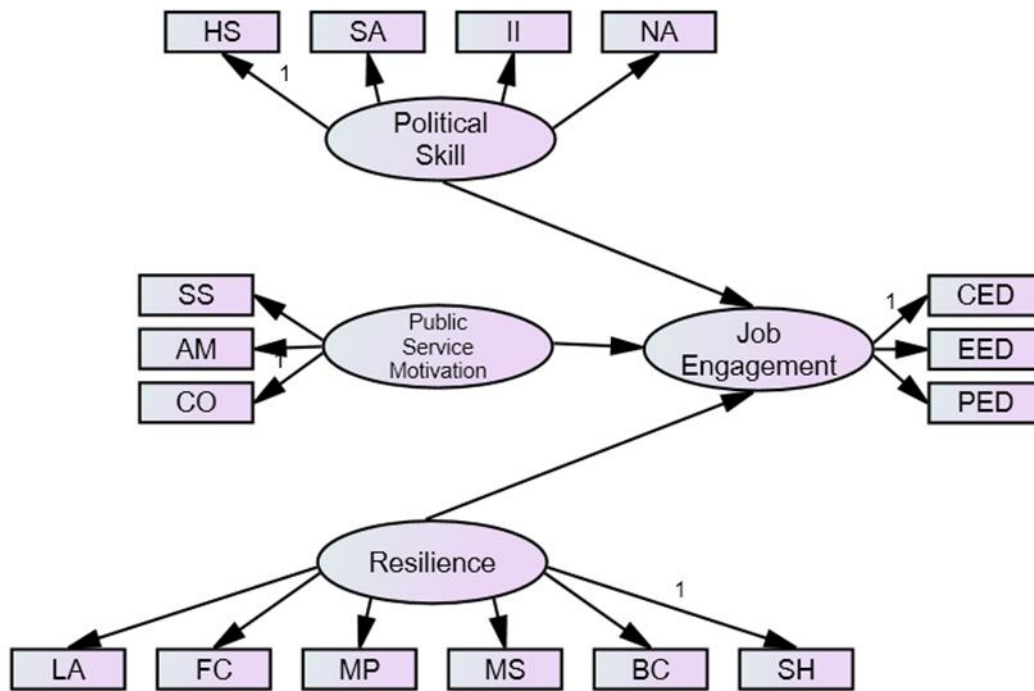 HS SA II NA
1
Political
Skill
SS
AM
CO
1
Public
Service
Motivation
Job
Engagement
1
CED
EED
PED
Resilience
1
LA FC MP MS BC SH